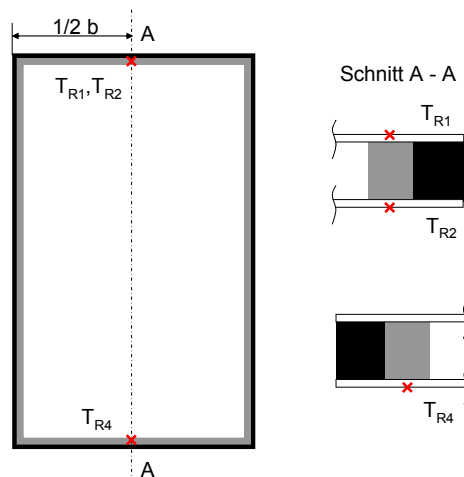 1/2 b
A
T_R1,T_R2
T_R4
A
Schnitt A - A
T_R1
T_R2
T_R4